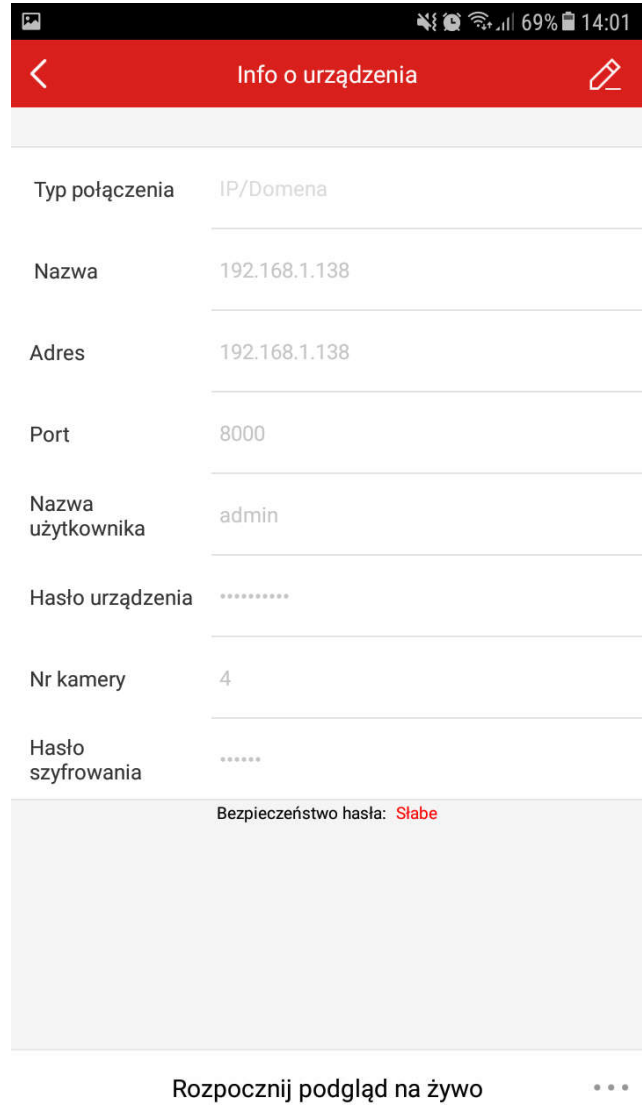 69% 14:01
Info o urządzenia
Typ połączenia IP/Domena
Nazwa 192.168.1.138
Adres 192.168.1.138
Port 8000
Nazwa
użytkownika admin
Hasło urządzenia ••••••••••
Nr kamery 4
Hasło
szyfrowania ••••••
Bezpieczeństwo hasła: Słabe
Rozpocznij podgląd na żywo